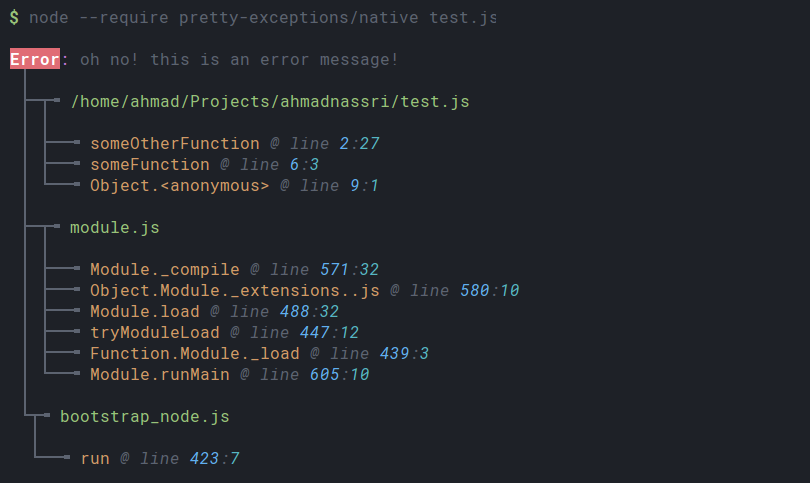 $ node --require pretty-exceptions/native test.js
Error: oh no! this is an error message!
/home/ahmad/Projects/ahmadnassri/test.js
someOtherFunction @ line 2:27
someFunction @ line 6:3
Object.<anonymous> @ line 9:1
module.js
Module._compile @ line 571:32
Object.Module._extensions..js @ line 580:10
Module.load @ line 488:32
tryModuleLoad @ line 447:12
Function.Module._load @ line 439:3
Module.runMain @ line 605:10
bootstrap_node.js
run @ line 423:7